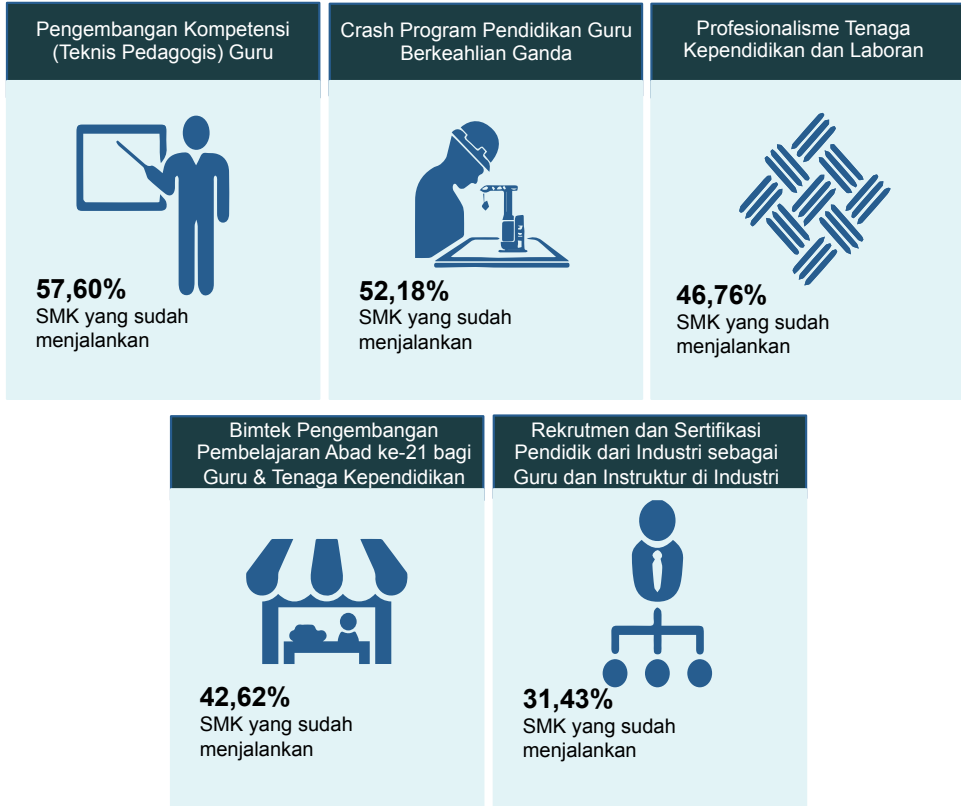 Pengembangan Kompetensi
(Teknis Pedagogis) Guru
57,60%
SMK yang sudah
menjalankan
Crash Program Pendidikan Guru
Berkeahlian Ganda
52,18%
SMK yang sudah
menjalankan
Profesionalisme Tenaga
Kependidikan dan Laboran
46,76%
SMK yang sudah
menjalankan
Bimtek Pengembangan
Pembelajaran Abad ke-21 bagi
Guru & Tenaga Kependidikan
42,62%
SMK yang sudah
menjalankan
Rekrutmen dan Sertifikasi
Pendidik dari Industri sebagai
Guru dan Instruktur di Industri
31,43%
SMK yang sudah
menjalankan